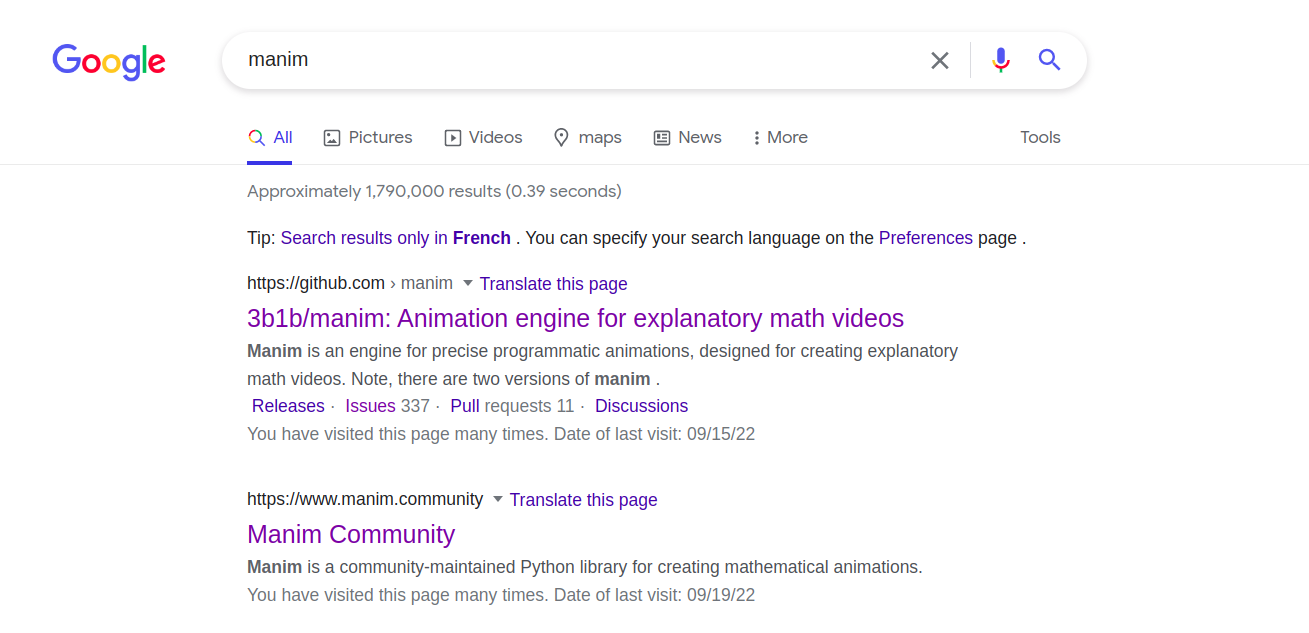 Google
manim
All Pictures Videos maps News More Tools
Approximately 1,790,000 results (0.39 seconds)
Tip: Search results only in French . You can specify your search language on the Preferences page .
https://github.com › manim Translate this page
3b1b/manim: Animation engine for explanatory math videos
Manim is an engine for precise programmatic animations, designed for creating explanatory
math videos. Note, there are two versions of manim .
Releases · Issues 337 · Pull requests 11 · Discussions
You have visited this page many times. Date of last visit: 09/15/22
https://www.manim.community Translate this page
Manim Community
Manim is a community-maintained Python library for creating mathematical animations.
You have visited this page many times. Date of last visit: 09/19/22